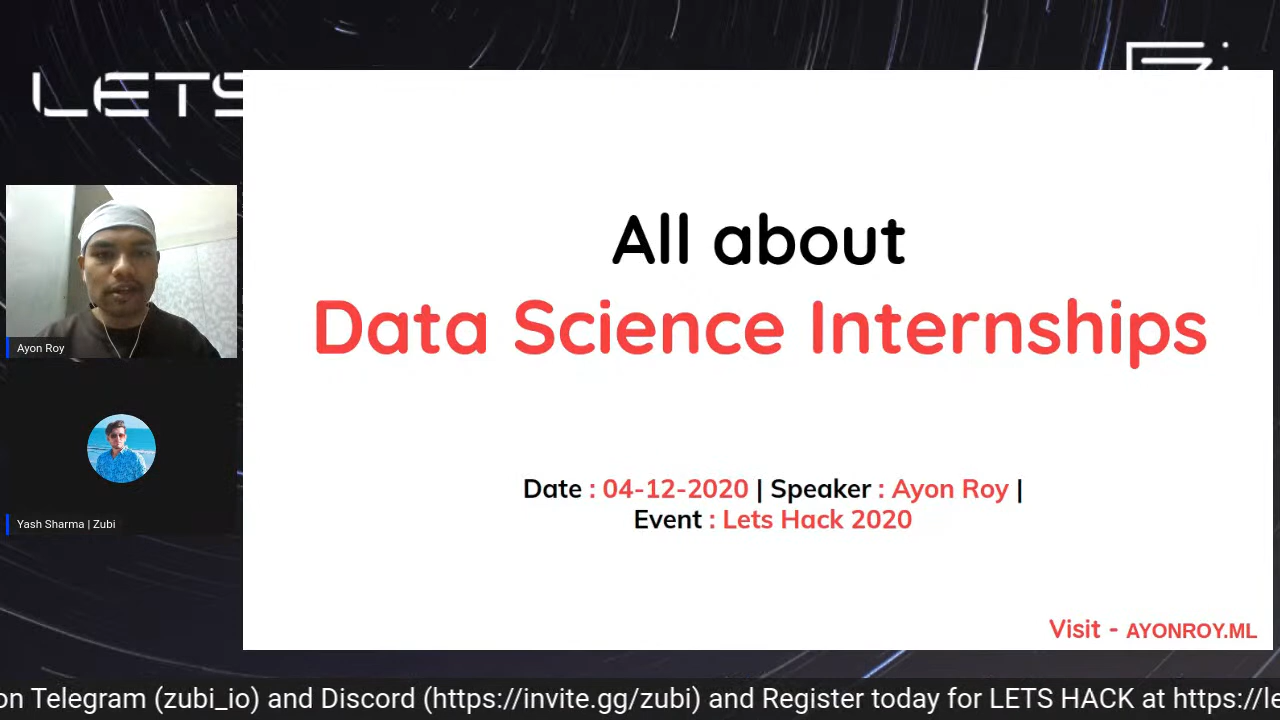 LETS
All about
Data Science Internships
Ayon Roy
Date : 04-12-2020 | Speaker : Ayon Roy |
Event : Lets Hack 2020
Yash Sharma | Zubi
Visit - AYONROY.ML
on Telegram (zubi_io) and Discord (https://invite.gg/zubi) and Register today for LETS HACK at https://le